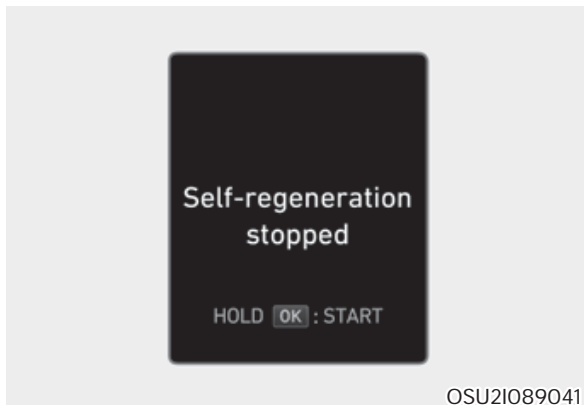 Self-regeneration
stopped
HOLD OK : START
OSU2I089041